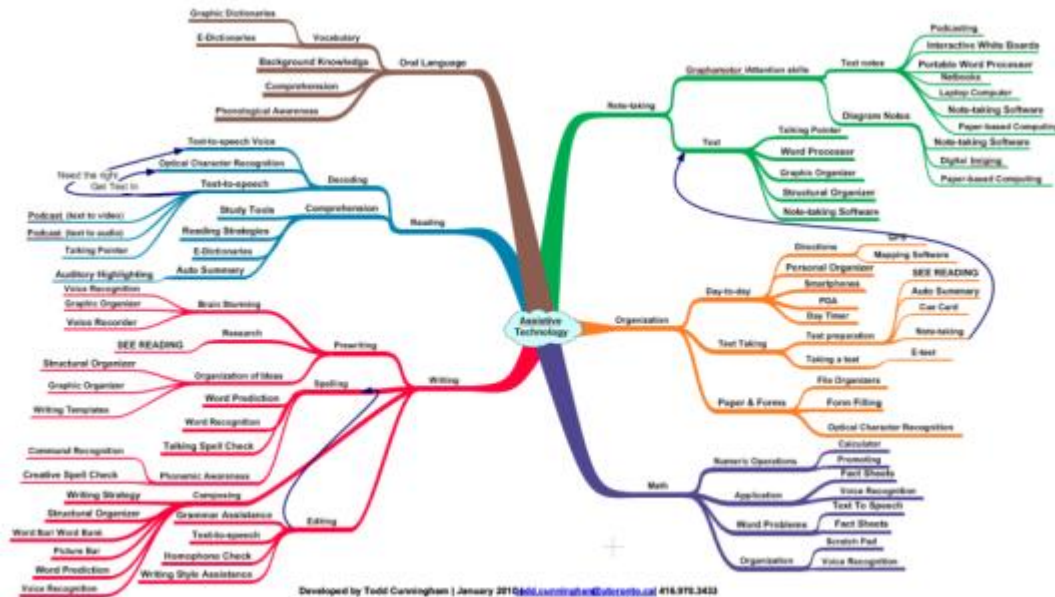 Graphic Dictionaries
E-Dictionaries
Vocabulary
Background Knowledge
Comprehension
Phonological Awareness
Oral Language
Text-to-speech Voice
Optical Character Recognition
Need the right
Get Text In
Text-to-speech
Decoding
Podcast (text to video)
Podcast (text to audio)
Talking Pointer
Study Tools
Comprehension
Reading Strategies
E-Dictionaries
Auto Summary
Auditory Highlighting
Reading
Voice Recognition
Graphic Organizer
Voice Recorder
Brain Storming
Research
SEE READING
Prewriting
Structural Organizer
Organization of Ideas
Graphic Organizer
Writing Templates
Spelling
Word Prediction
Word Recognition
Talking Spell Check
Command Recognition
Creative Spell Check
Phonemic Awareness
Writing
Writing Strategy
Composing
Structural Organizer
Word Bar/ Word Bank
Picture Bar
Word Prediction
Voice Recognition
Grammar Assistance
Text-to-speech
Editing
Homophone Check
Writing Style Assistance
Assistive
Technology
Note-taking
Graphomotor /Attention skills
Text notes
Podcasting
Interactive White Boards
Portable Word Processor
Netbooks
Laptop Computer
Note-taking Software
Paper-based Computing
Diagram Notes
Note-taking Software
Digital
Paper-based Computing
Text
Talking Pointer
Word Processor
Graphic Organizer
Structural Organizer
Note-taking Software
Organization
Day-to-day
Directions
GPS
Mapping Software
Personal Organizer
Smartphones
PDA
Day Timer
Test Taking
Test preparation
SEE READING
Auto Summary
Cue Card
Note-taking
Taking a test
E-text
Paper & Forms
File Organizers
Form Filling
Optical Character Recognition
Math
Numeric Operations
Calculator
Promoting
Application
Fact Sheets
Voice Recognition
Word Problems
Text To Speech
Fact Sheets
Organization
Scratch Pad
Voice Recognition
Developed by Todd Cunningham | January 2010 todd.cunningham@utoronto.ca| 416.978.3433